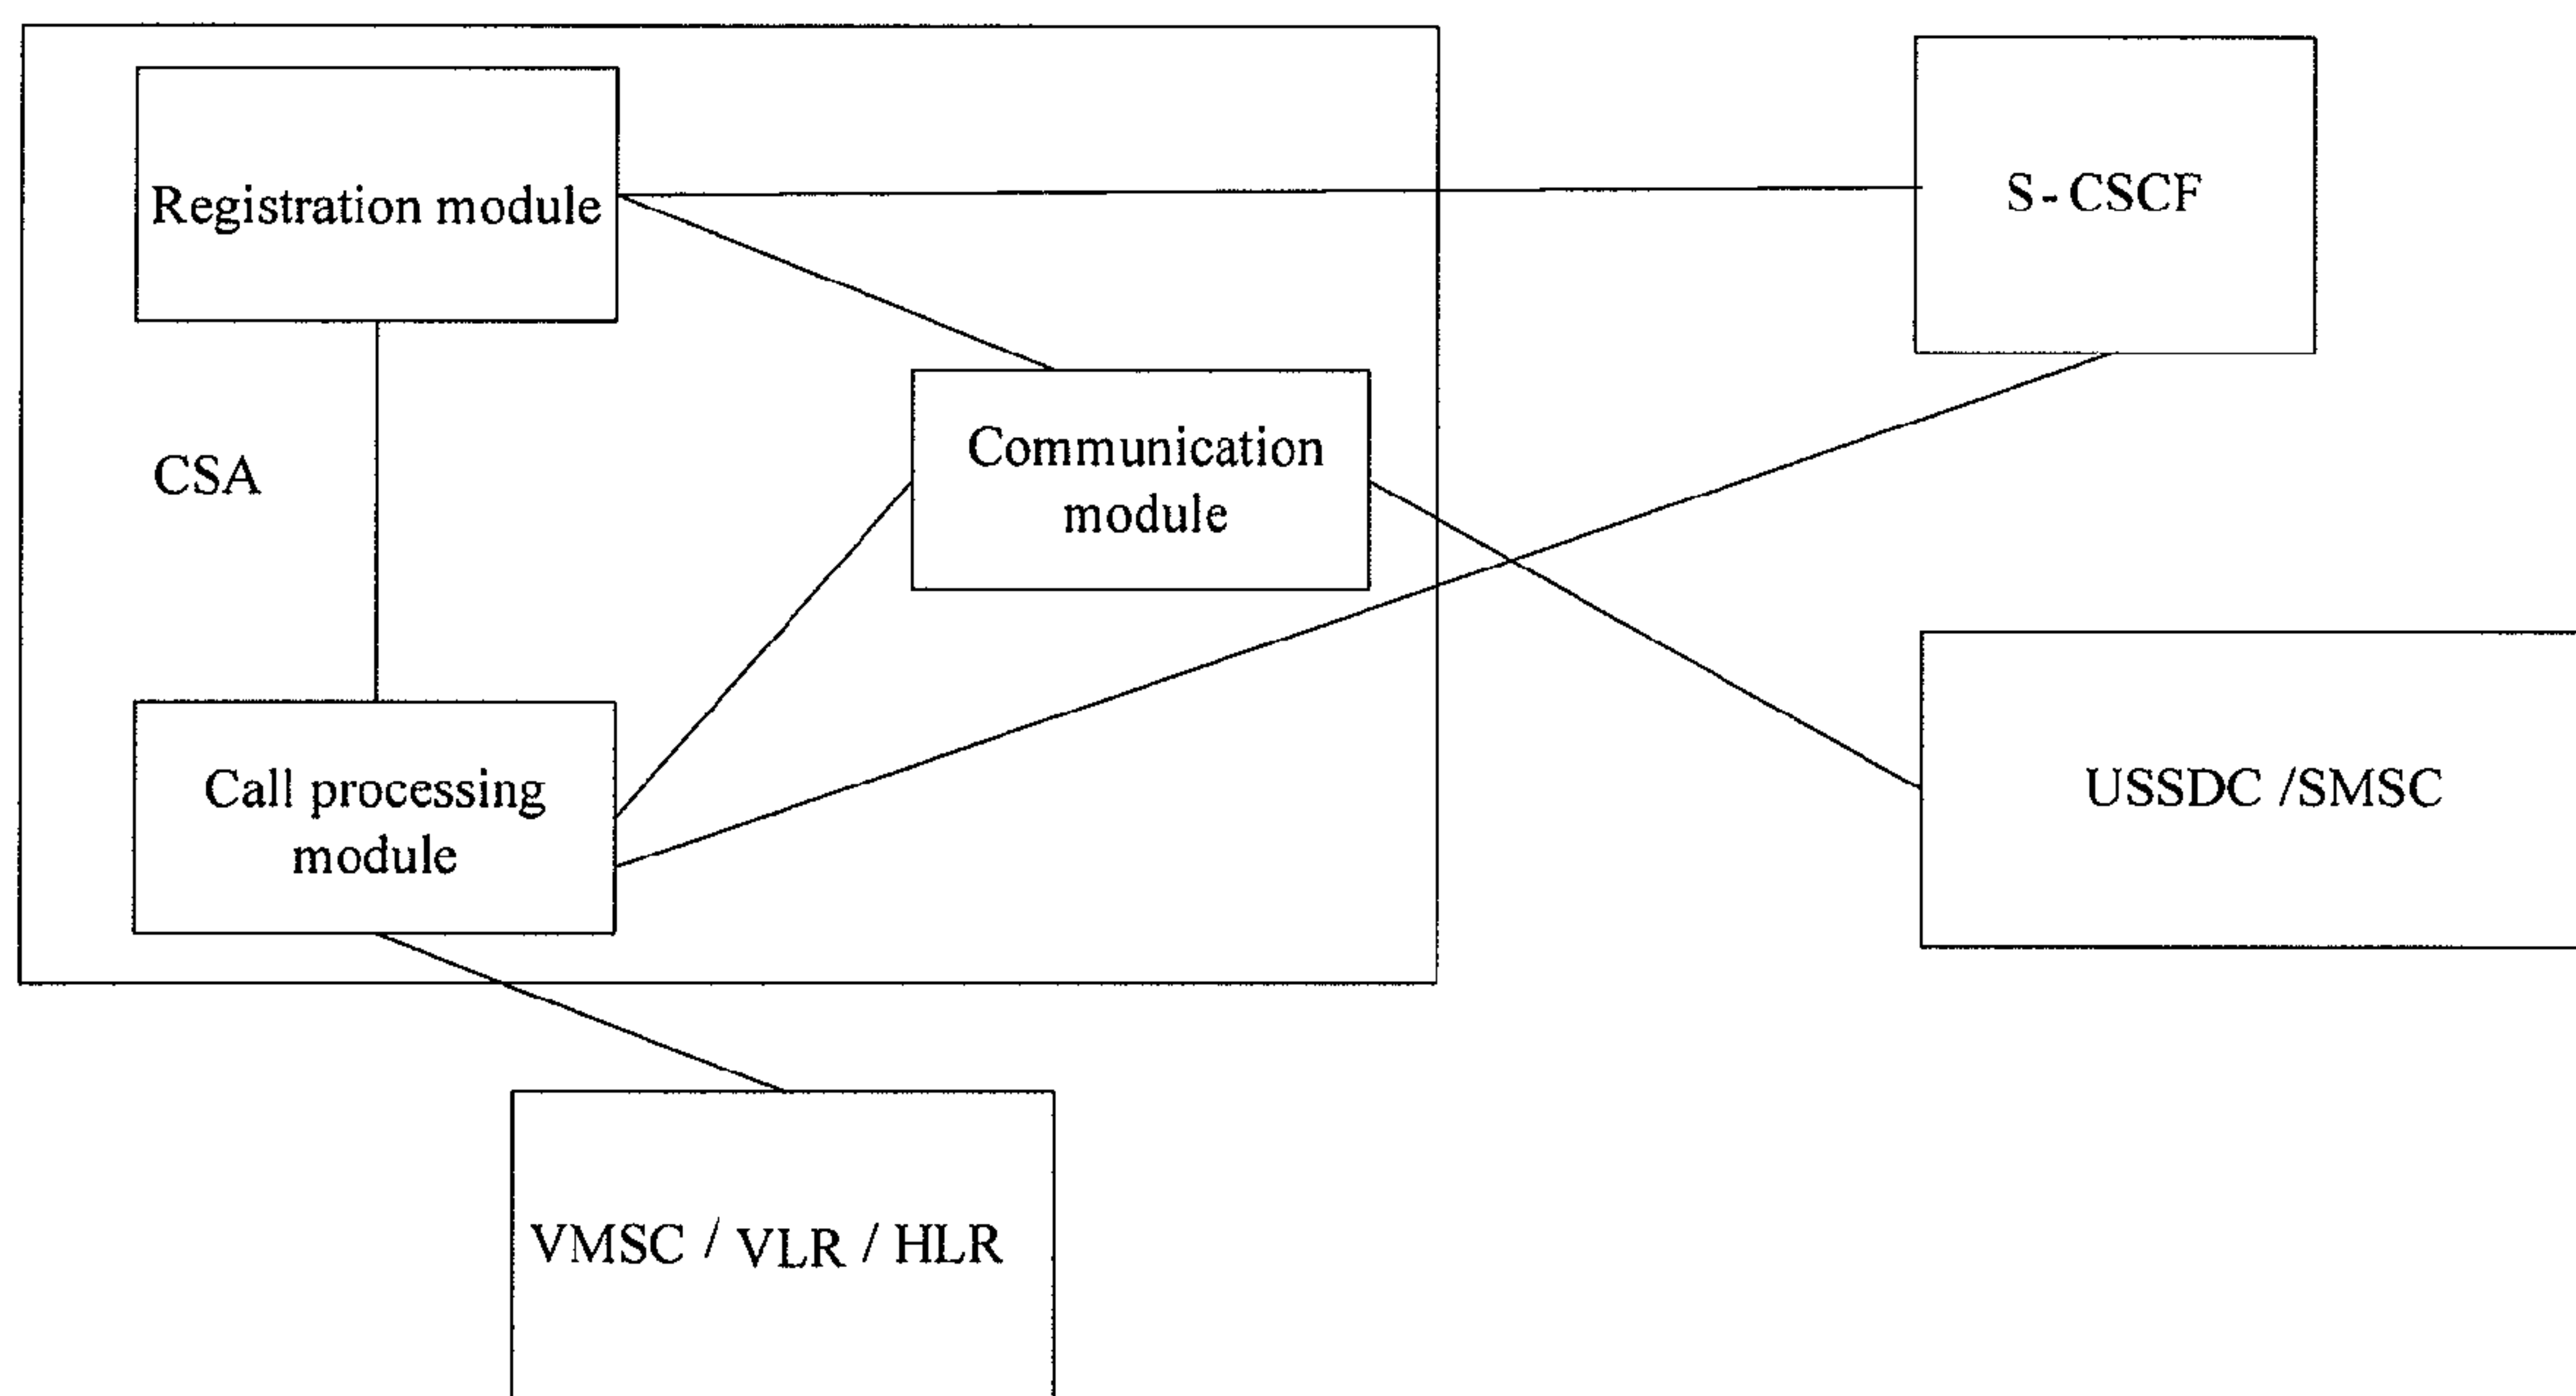 Registration module
S-CSCF
Communication
module
CSA
Call processing
module
USSDC /SMSC
VMSC / VLR / HLR